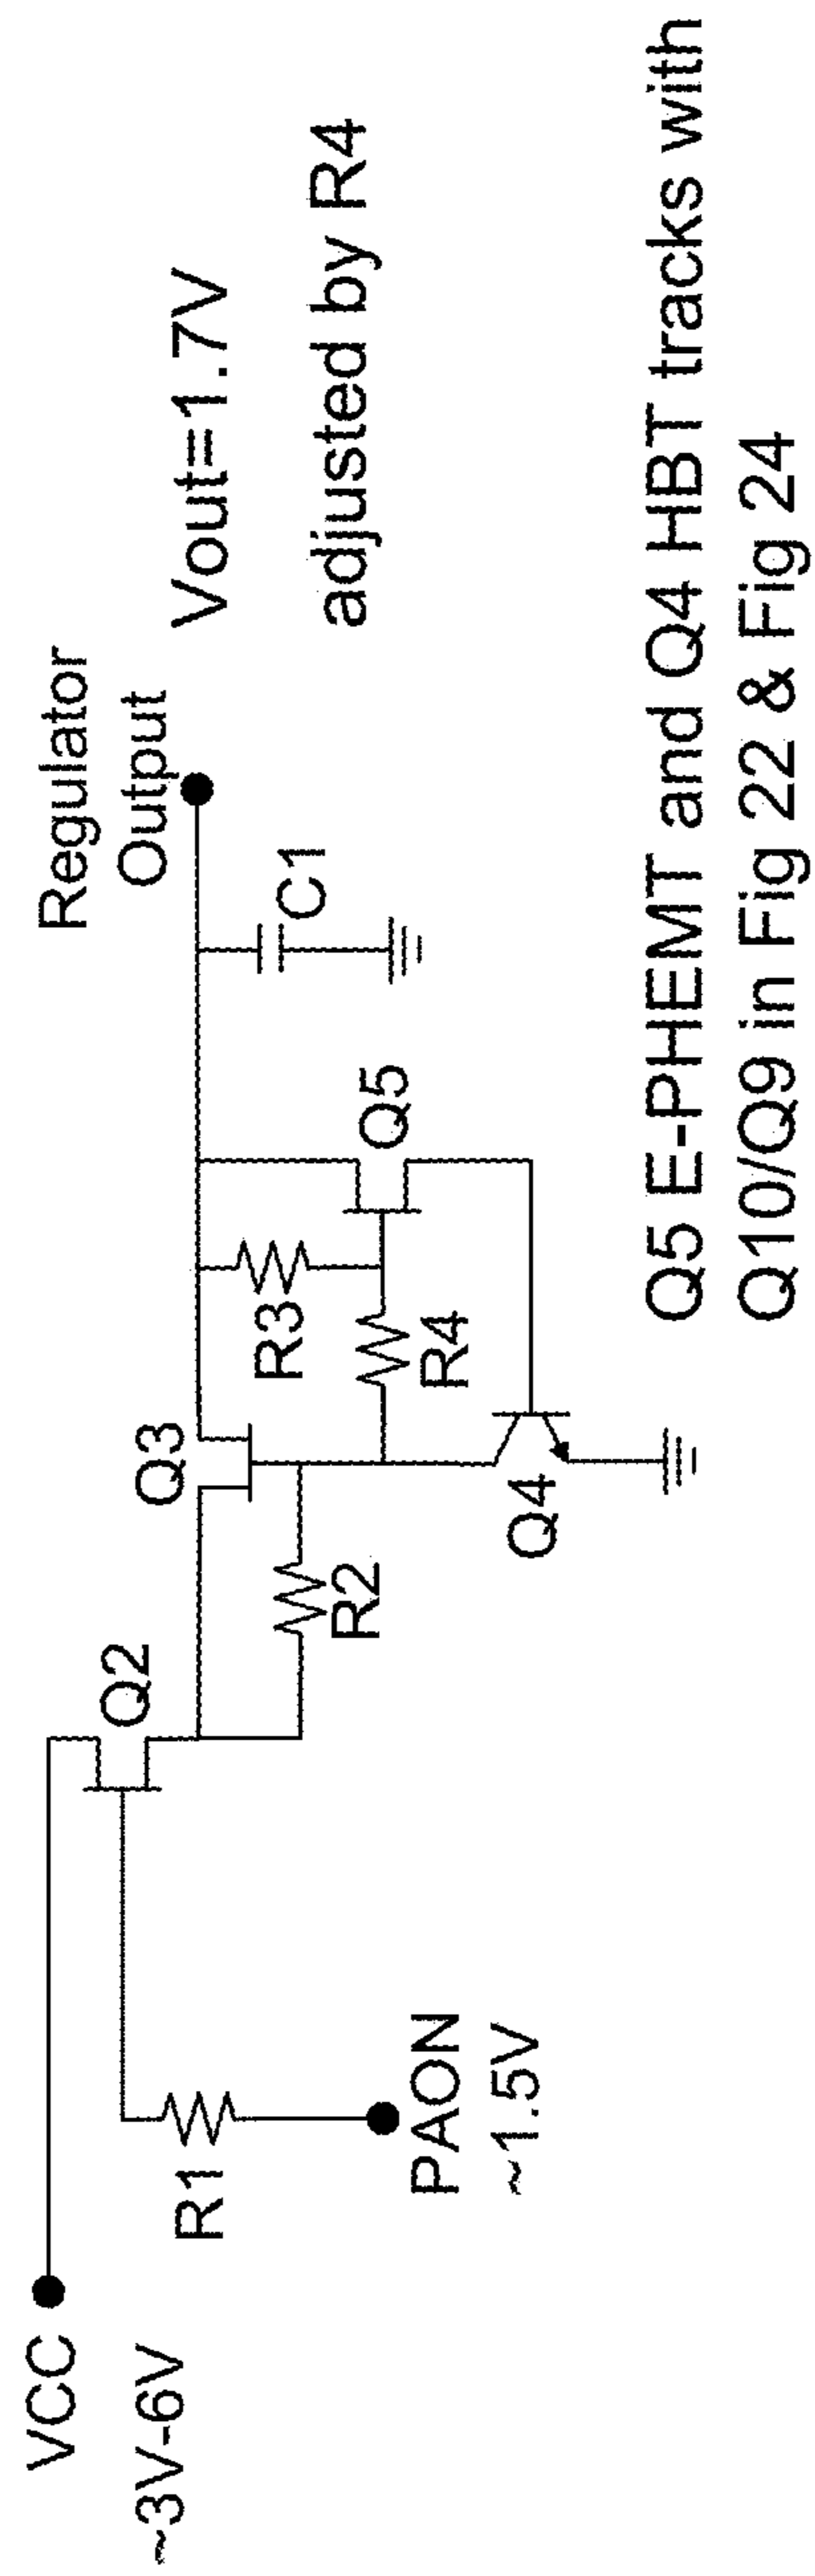 VCC
~3V-6V
R1
PAON
~1.5V
Q2
R2
Q3
Q4
R3
R4
Q5
C1
Regulator
Output
Vout=1.7V
adjusted by R4
Q5 E-PHEMT and Q4 HBT tracks with
Q10/Q9 in Fig 22 & Fig 24